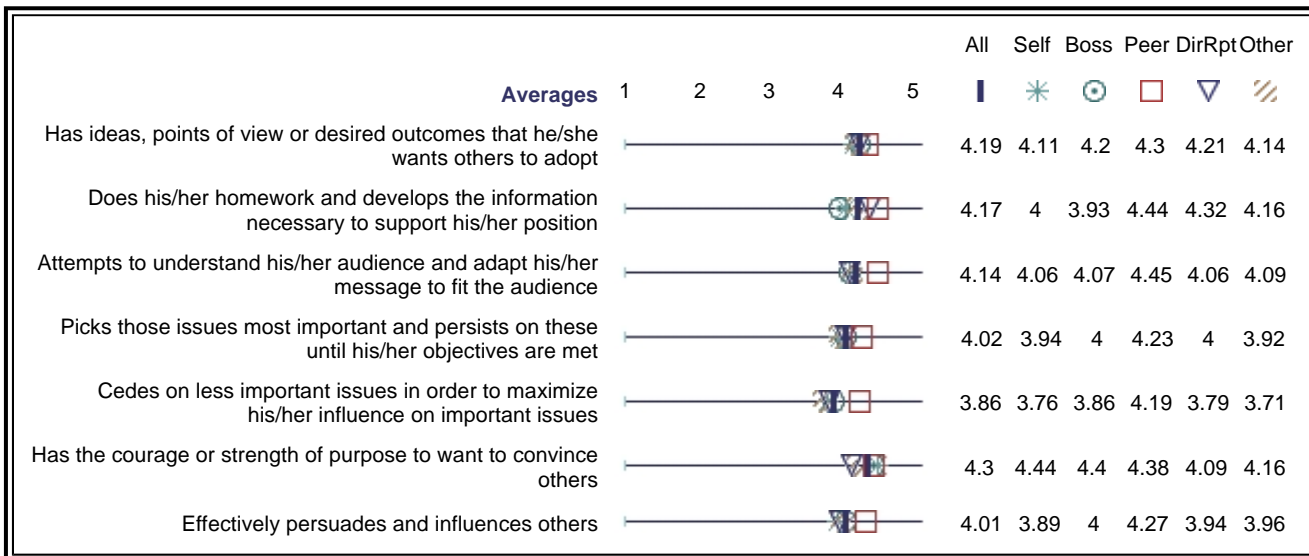 All Self Boss Peer DirRpt Other
Averages 1 2 3 4 5
Has ideas, points of view or desired outcomes that he/she
wants others to adopt
4.19 4.11 4.2 4.3 4.21 4.14
Does his/her homework and develops the information
necessary to support his/her position
4.17 4 3.93 4.44 4.32 4.16
Attempts to understand his/her audience and adapt his/her
message to fit the audience
4.14 4.06 4.07 4.45 4.06 4.09
Picks those issues most important and persists on these
until his/her objectives are met
4.02 3.94 4 4.23 4 3.92
Cedes on less important issues in order to maximize
his/her influence on important issues
3.86 3.76 3.86 4.19 3.79 3.71
Has the courage or strength of purpose to want to convince
others
4.3 4.44 4.4 4.38 4.09 4.16
Effectively persuades and influences others
4.01 3.89 4 4.27 3.94 3.96